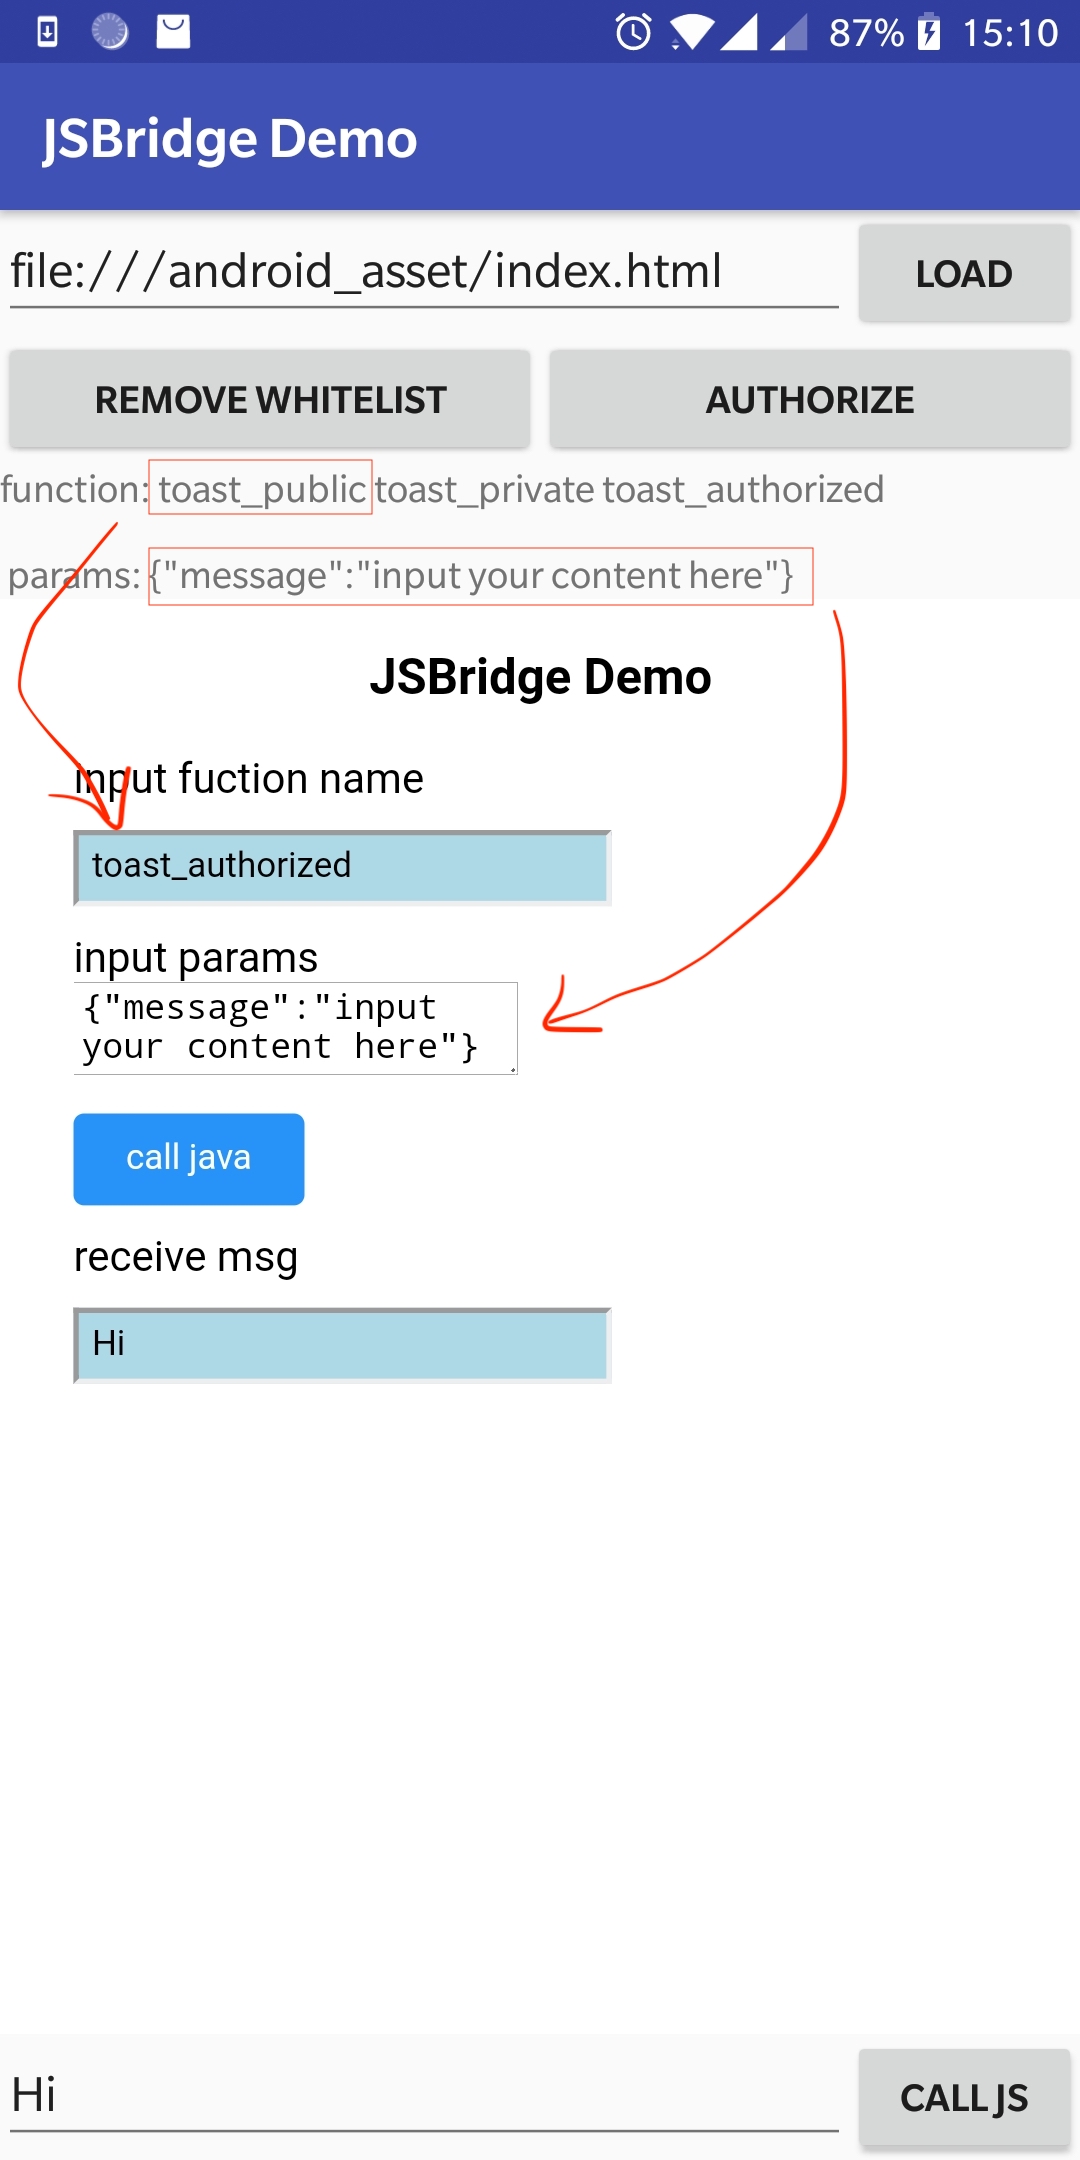 87% 15:10
JSBridge Demo
file:///android_asset/index.html LOAD
REMOVE WHITELIST AUTHORIZE
function: toast_public toast_private toast_authorized
params: {"message":"input your content here"}
JSBridge Demo
input fuction name
toast_authorized
input params
{"message":"input
your content here"}
call java
receive msg
Hi
Hi CALL JS